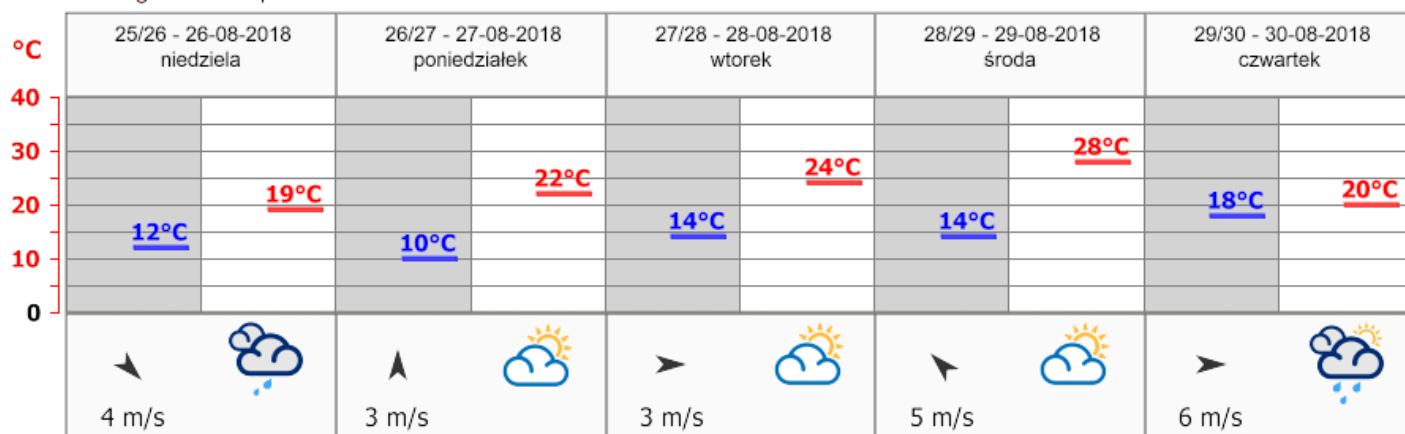 25/26 - 26-08-2018 26/27 - 27-08-2018 27/28 - 28-08-2018 28/29 - 29-08-2018 29/30 - 30-08-2018
°C niedziela poniedziałek wtorek środa czwartek
40
30
28°C
24°C
22°C
19°C 20°C
20
18°C
14°C 14°C
12°C
10°C
10
0
4 m/s 3 m/s 3 m/s 5 m/s 6 m/s